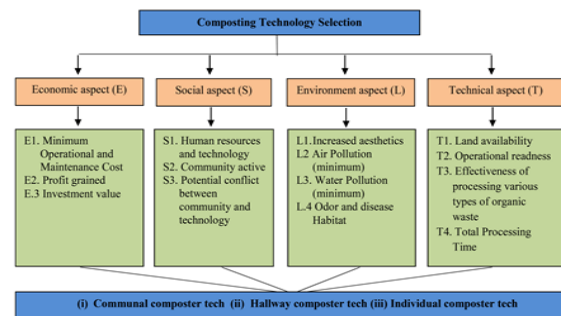 Composting Technology Selection
Economic aspect (E)
Social aspect (S)
Environment aspect (L)
Technical aspect (T)
E1. Minimum
Operational and
Maintenance Cost
E2. Profit grained
E.3 Investment value
S1. Human resources
and technology
S2. Community active
S3. Potential conflict
between
community and
technology
L1.Increased aesthetics
L2 Air Pollution
(minimum)
L3. Water Pollution
(minimum)
L.4 Odor and disease
Habitat
T1. Land availability
T2. Operational readness
T3. Effectiveness of
processing various
types of organic
waste
T4. Total Processing
Time
(i) Communal composter tech (ii) Hallway composter tech (iii) Individual composter tech